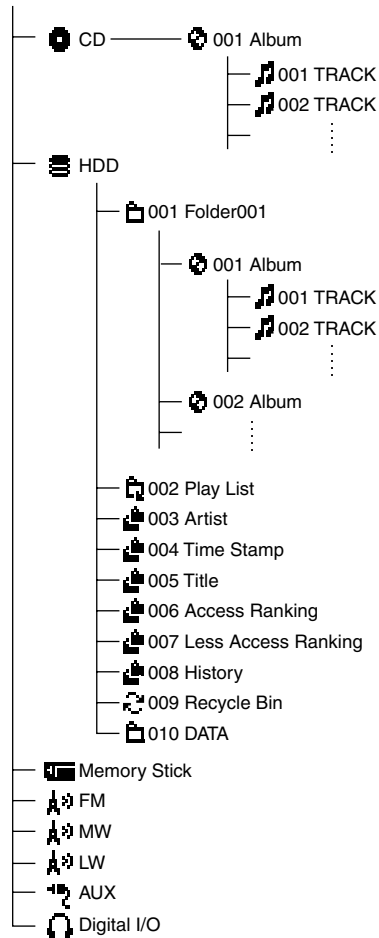 CD 001 Album
001 TRACK
002 TRACK
HDD
001 Folder001
001 Album
001 TRACK
002 TRACK
002 Album
002 Play List
003 Artist
004 Time Stamp
005 Title
006 Access Ranking
007 Less Access Ranking
008 History
009 Recycle Bin
010 DATA
Memory Stick
FM
MW
LW
AUX
Digital I/O